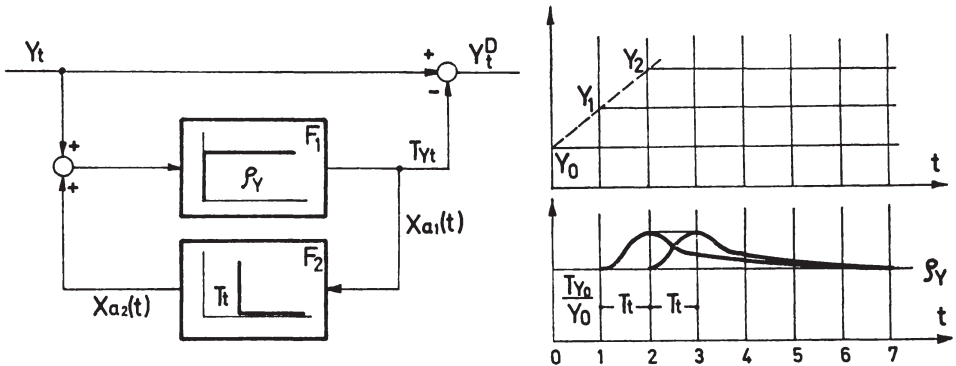 Yt
+
Y_t^D
-
F1
+
ρY
TYt
+
Xa1(t)
F2
Tt
Xa2(t)
Y2
Y1
Y0
t
TY0/Y0
Tt
Tt
ρY
t
0 1 2 3 4 5 6 7